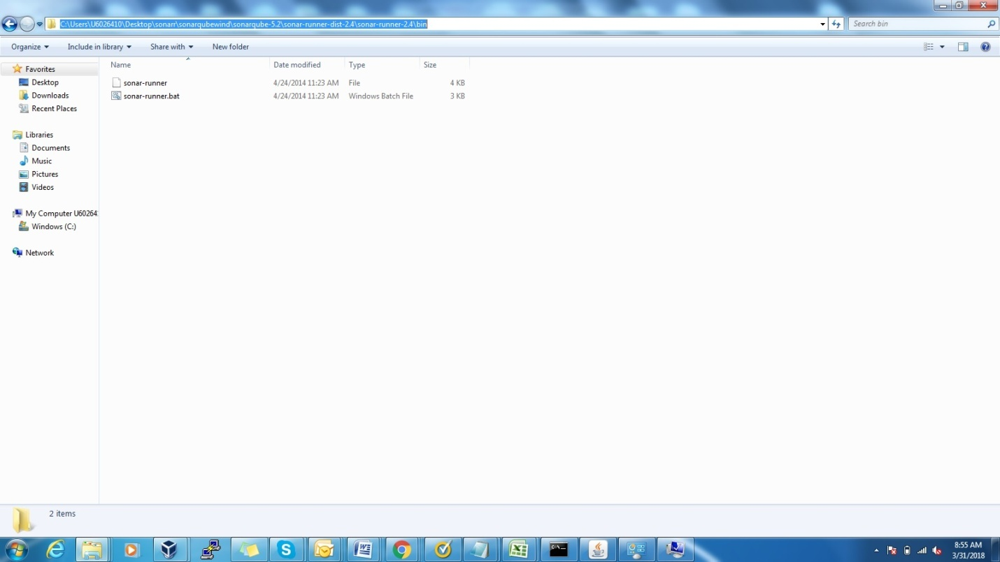 C:\Users\U6026410\Desktop\sonarr\sonarqubewind\sonarqube-5.2\sonar-runner-dist-2.4\sonar-runner-2.4\bin
Search bin
Organize Include in library Share with New folder
Favorites
Desktop
Downloads
Recent Places
Libraries
Documents
Music
Pictures
Videos
My Computer U60264
Windows (C:)
Network
Name Date modified Type Size
sonar-runner 4/24/2014 11:23 AM File 4 KB
sonar-runner.bat 4/24/2014 11:23 AM Windows Batch File 3 KB
2 items
8:55 AM
3/31/2018